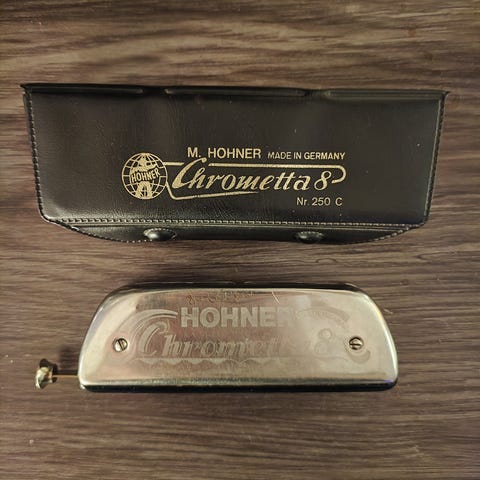 M. HOHNER MADE IN GERMANY
HOHNER
Chrometta 8
Nr. 250 C
HOHNER
Chrometta 8